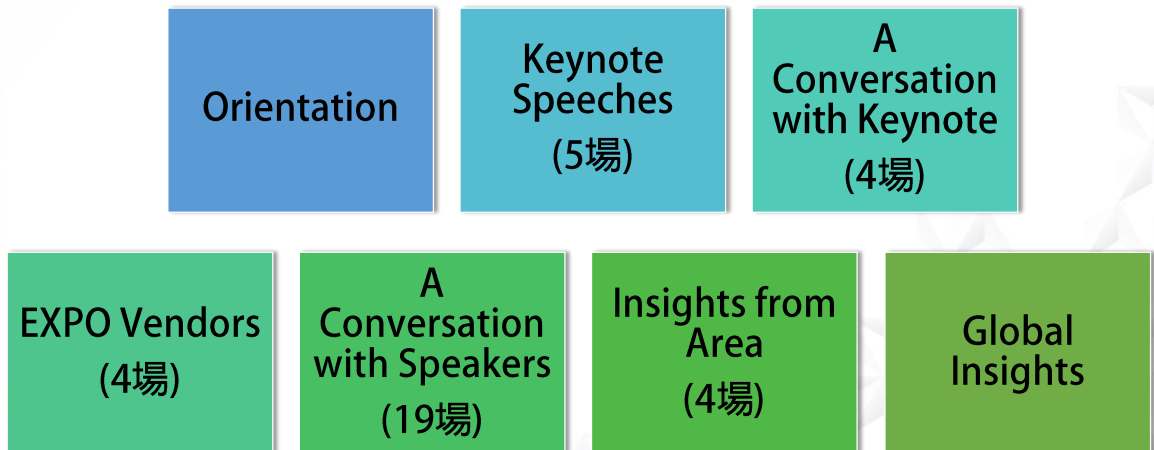 Orientation
Keynote
Speeches
(5場)
A
Conversation
with Keynote
(4場)
EXPO Vendors
(4場)
A
Conversation
with Speakers
(19場)
Insights from
Area
(4場)
Global
Insights